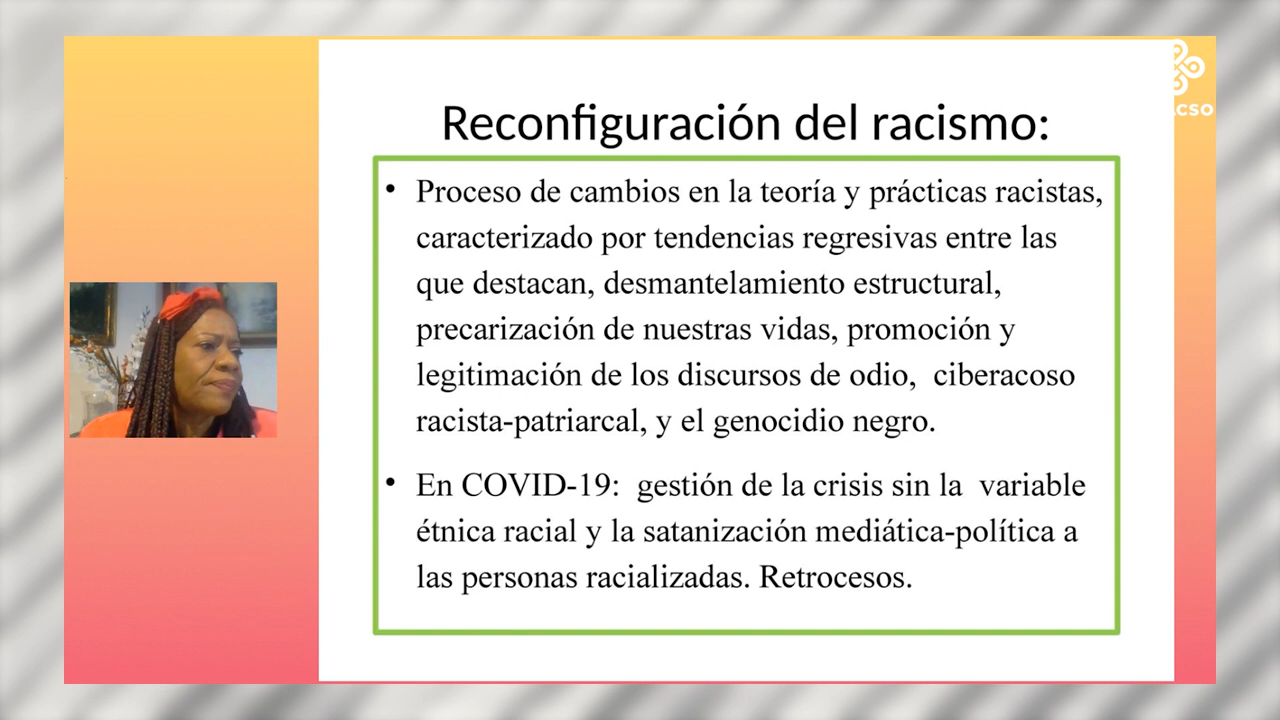 Reconfiguración del racismo:
• Proceso de cambios en la teoría y prácticas racistas,
caracterizado por tendencias regresivas entre las
que destacan, desmantelamiento estructural,
precarización de nuestras vidas, promoción y
legitimación de los discursos de odio, ciberacoso
racista-patriarcal, y el genocidio negro.
• En COVID-19: gestión de la crisis sin la variable
étnica racial y la satanización mediática-política a
las personas racializadas. Retrocesos.